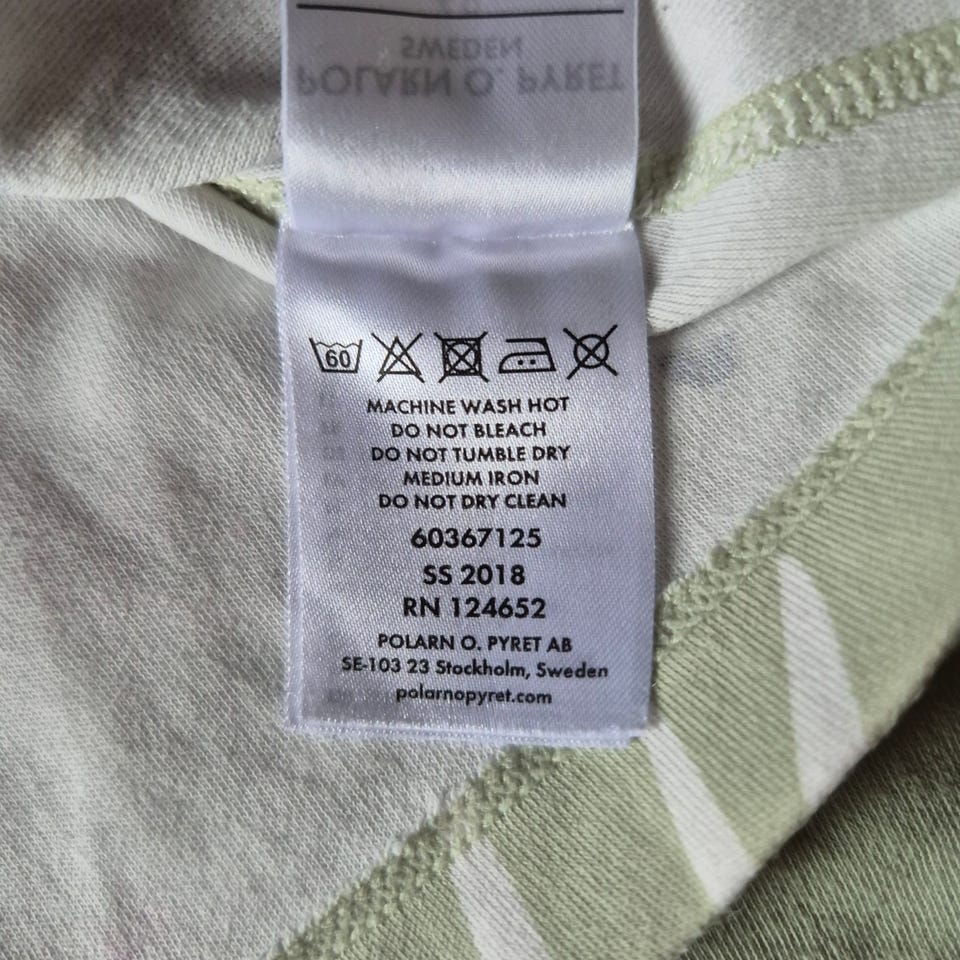 SWEDEN
POLARN O. PYRET
60
MACHINE WASH HOT
DO NOT BLEACH
DO NOT TUMBLE DRY
MEDIUM IRON
DO NOT DRY CLEAN
60367125
SS 2018
RN 124652
POLARN O. PYRET AB
SE-103 23 Stockholm, Sweden
polarnopyret.com